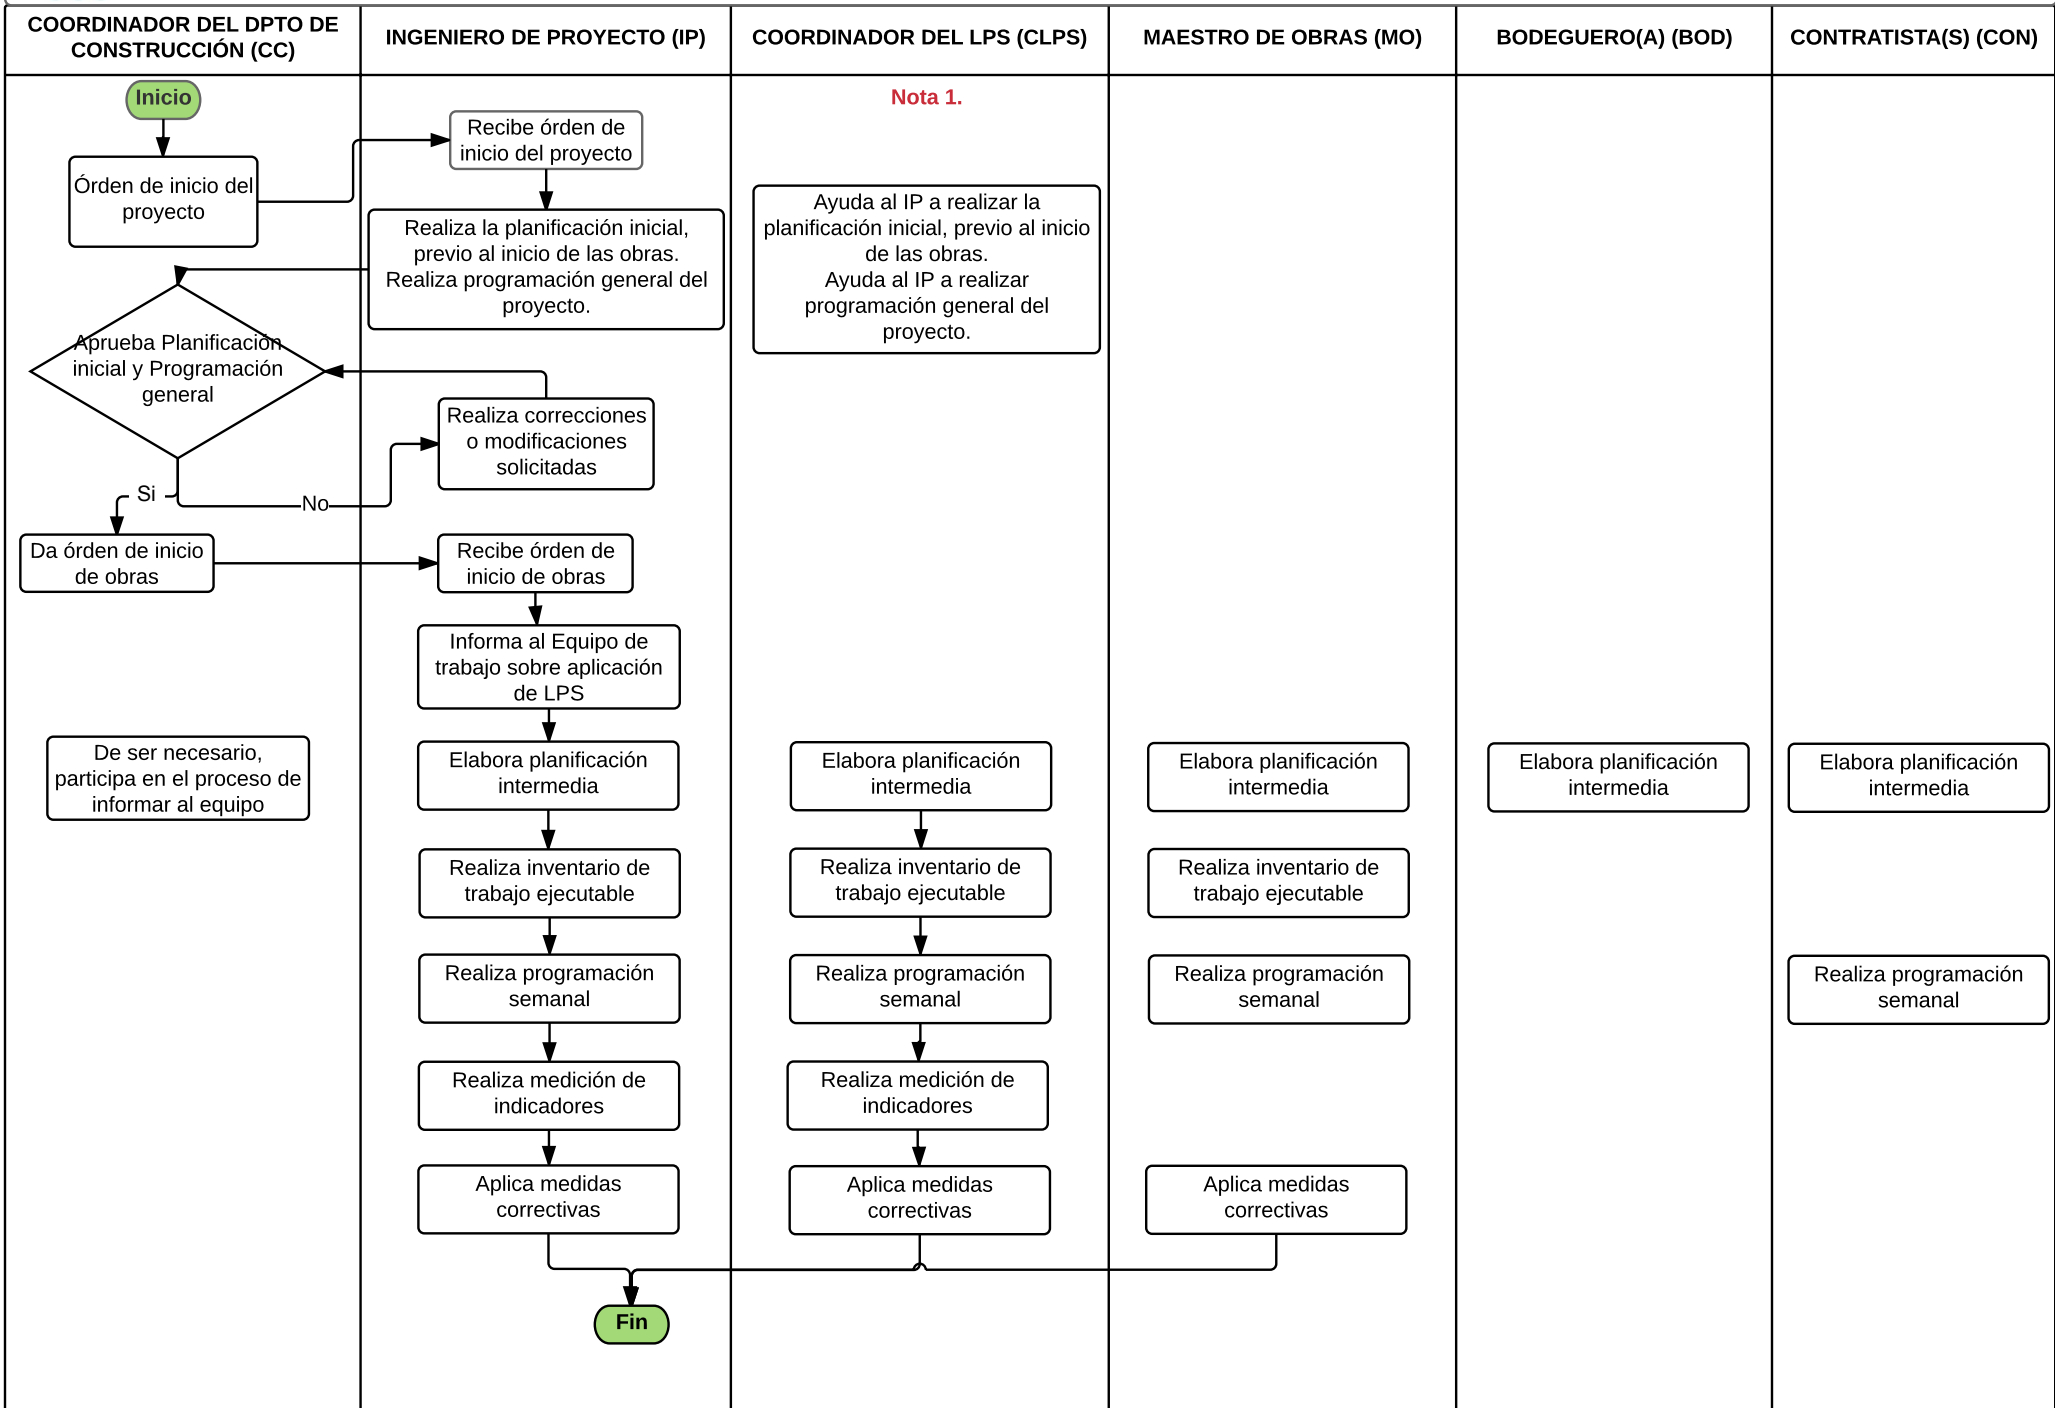 COORDINADOR DEL DPTO DE
CONSTRUCCIÓN (CC)
INGENIERO DE PROYECTO (IP)
COORDINADOR DEL LPS (CLPS)
MAESTRO DE OBRAS (MO)
BODEGUERO(A) (BOD)
CONTRATISTA(S) (CON)
Inicio
Nota 1.
Recibe órden de
inicio del proyecto
Órden de inicio del
proyecto
Realiza la planificación inicial,
previo al inicio de las obras.
Realiza programación general del
proyecto.
Ayuda al IP a realizar la
planificación inicial, previo al inicio
de las obras.
Ayuda al IP a realizar
programación general del
proyecto.
Aprueba Planificación
inicial y Programación
general
Realiza correcciones
o modificaciones
solicitadas
Si
No
Da órden de inicio
de obras
Recibe órden de
inicio de obras
Informa al Equipo de
trabajo sobre aplicación
de LPS
De ser necesario,
participa en el proceso de
informar al equipo
Elabora planificación
intermedia
Elabora planificación
intermedia
Elabora planificación
intermedia
Elabora planificación
intermedia
Elabora planificación
intermedia
Realiza inventario de
trabajo ejecutable
Realiza inventario de
trabajo ejecutable
Realiza inventario de
trabajo ejecutable
Realiza programación
semanal
Realiza programación
semanal
Realiza programación
semanal
Realiza programación
semanal
Realiza medición de
indicadores
Realiza medición de
indicadores
Aplica medidas
correctivas
Aplica medidas
correctivas
Aplica medidas
correctivas
Fin